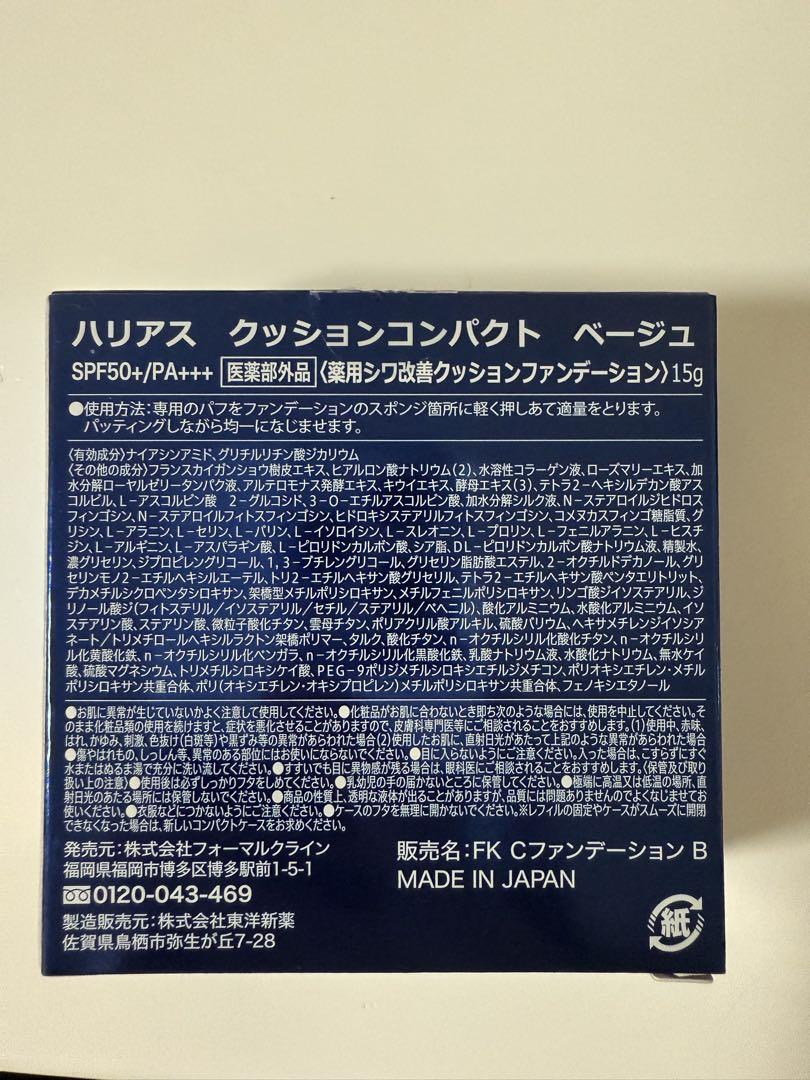 ハリアス　クッションコンパクト　ベージュ
SPF50+/PA+++ 医薬部外品〈薬用シワ改善クッションファンデーション〉15g
●使用方法:専用のパフをファンデーションのスポンジ箇所に軽く押しあて適量をとります。
パッティングしながら均一になじませます。
〈有効成分〉ナイアシンアミド、グリチルリチン酸ジカリウム
〈その他の成分〉フランスカイガンショウ樹皮エキス、ヒアルロン酸ナトリウム(2)、水溶性コラーゲン液、ローズマリーエキス、加
水分解ローヤルゼリータンパク液、アルテロモナス発酵エキス、キウイエキス、酵母エキス(3)、テトラ2-ヘキシルデカン酸アス
コルビル、L-アスコルビン酸 2-グルコシド、3-O-エチルアスコルビン酸、加水分解シルク液、N-ステアロイルジヒドロス
フィンゴシン、N-ステアロイルフィトスフィンゴシン、ヒドロキシステアリルフィトスフィンゴシン、コメヌカスフィンゴ糖脂質、グ
リシン、L-アラニン、L-セリン、L-バリン、L-イソロイシン、L-スレオニン、L-プロリン、L-フェニルアラニン、L-ヒスチ
ジン、L-アルギニン、L-アスパラギン酸、L-ピロリドンカルボン酸、シア脂、DL-ピロリドンカルボン酸ナトリウム液、精製水、
濃グリセリン、ジプロピレングリコール、1,3-ブチレングリコール、グリセリン脂肪酸エステル、2-オクチルドデカノール、グリ
セリンモノ2-エチルヘキシルエーテル、トリ2-エチルヘキサン酸グリセリル、テトラ2-エチルヘキサン酸ペンタエリトリット、
デカメチルシクロペンタシロキサン、架橋型メチルポリシロキサン、メチルフェニルポリシロキサン、リンゴ酸ジイソステアリル、ジ
リノール酸ジ(フィトステリル/イソステアリル/セチル/ステアリル/ベヘニル)、酸化アルミニウム、水酸化アルミニウム、イソ
ステアリン酸、ステアリン酸、微粒子酸化チタン、雲母チタン、ポリアクリル酸アルキル、硫酸バリウム、ヘキサメチレンジイソシア
ネート/トリメチロールヘキシルラクトン架橋ポリマー、タルク、酸化チタン、n-オクチルシリル化酸化チタン、n-オクチルシリ
ル化黄酸化鉄、n-オクチルシリル化ベンガラ、n-オクチルシリル化黒酸化鉄、乳酸ナトリウム液、水酸化ナトリウム、無水ケイ
酸、硫酸マグネシウム、トリメチルシロキシケイ酸、PEG-9ポリジメチルシロキシエチルジメチコン、ポリオキシエチレン・メチル
ポリシロキサン共重合体、ポリ(オキシエチレン・オキシプロピレン)メチルポリシロキサン共重合体、フェノキシエタノール
●お肌に異常が生じていないかよく注意して使用してください。●化粧品がお肌に合わないとき即ち次のような場合には、使用を中止してください。そ
のまま化粧品類の使用を続けますと、症状を悪化させることがありますので、皮膚科専門医等にご相談されることをおすすめします。(1)使用中、赤味、
はれ、かゆみ、刺激、色抜け(白斑等)や黒ずみ等の異常があらわれた場合(2)使用したお肌に、直射日光があたって上記のような異常があらわれた場合
●傷やはれもの、しっしん等、異常のある部位にはお使いにならないでください。●目に入らないようにご注意ください。入った場合は、こすらずにすぐ
水またはぬるま湯で充分に洗い流してください。●すすいでも目に異物感が残る場合は、眼科医にご相談されることをおすすめします。〈保管及び取り
扱い上の注意〉●使用後は必ずしっかりフタをしめてください。●乳幼児の手の届かないところに保管してください。●極端に高温又は低温の場所、直
射日光のあたる場所には保管しないでください。●商品の性質上、透明な液体が出ることがありますが、品質には問題ありませんのでよくなじませてお
使いください。●衣服などにつかないようにご注意ください。●ケースのフタを無理に開かないでください。※レフィルの固定やケースがスムーズに開閉
できなくなった場合は、新しいコンパクトケースをお求めください。
発売元:株式会社フォーマルクライン
福岡県福岡市博多区博多駅前1-5-1
0120-043-469
製造販売元:株式会社東洋新薬
佐賀県鳥栖市弥生が丘7-28
販売名:FK CファンデーションB
MADE IN JAPAN
紙